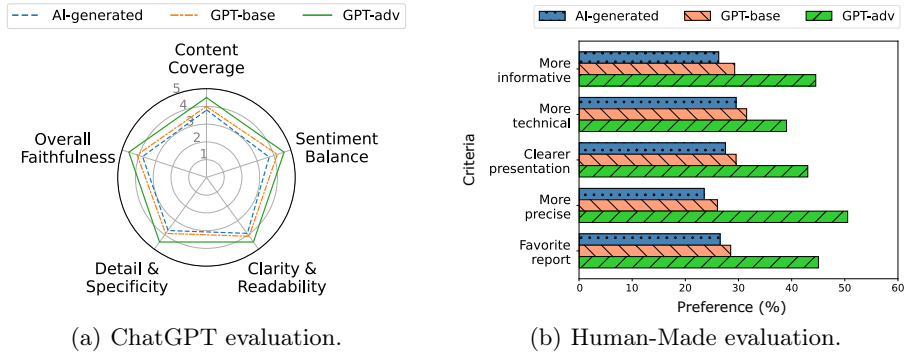 AI-generated GPT-base GPT-adv
Content
Coverage
5
4
3
2
1
Overall
Faithfulness
Sentiment
Balance
Detail &
Specificity
Clarity &
Readability
(a) ChatGPT evaluation.
AI-generated GPT-base GPT-adv
Criteria
More
informative
More
technical
Clearer
presentation
More
precise
Favorite
report
0 10 20 30 40 50 60
Preference (%)
(b) Human-Made evaluation.